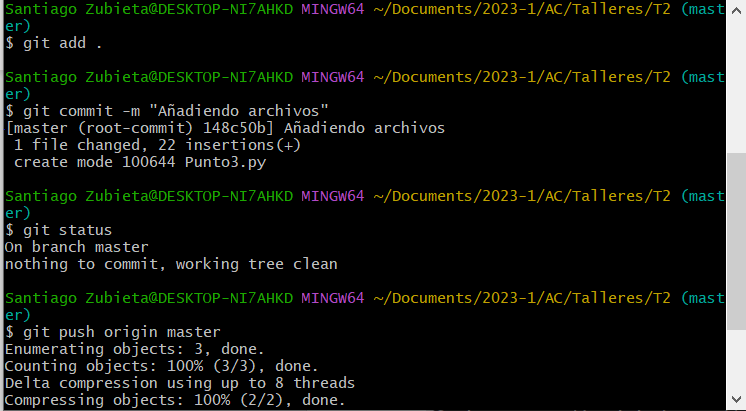 Santiago Zubieta@DESKTOP-NI7AHKD MINGW64 ~/Documents/2023-1/AC/Talleres/T2 (mast
er)
$ git add .
Santiago Zubieta@DESKTOP-NI7AHKD MINGW64 ~/Documents/2023-1/AC/Talleres/T2 (mast
er)
$ git commit -m "Añadiendo archivos"
[master (root-commit) 148c50b] Añadiendo archivos
 1 file changed, 22 insertions(+)
 create mode 100644 Punto3.py
Santiago Zubieta@DESKTOP-NI7AHKD MINGW64 ~/Documents/2023-1/AC/Talleres/T2 (mast
er)
$ git status
On branch master
nothing to commit, working tree clean
Santiago Zubieta@DESKTOP-NI7AHKD MINGW64 ~/Documents/2023-1/AC/Talleres/T2 (mast
er)
$ git push origin master
Enumerating objects: 3, done.
Counting objects: 100% (3/3), done.
Delta compression using up to 8 threads
Compressing objects: 100% (2/2), done.